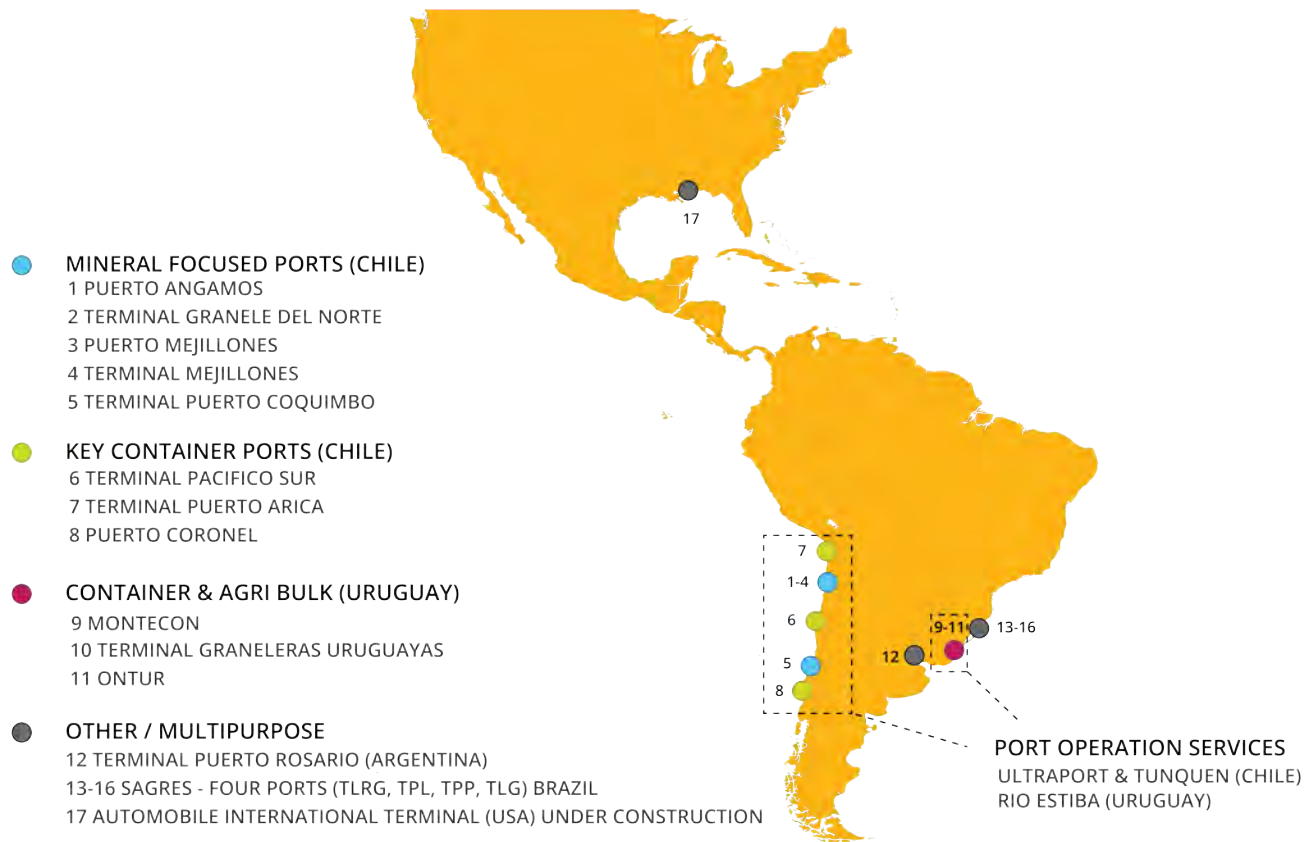 17
MINERAL FOCUSED PORTS (CHILE)
1 PUERTO ANGAMOS
2 TERMINAL GRANELE DEL NORTE
3 PUERTO MEJILLONES
4 TERMINAL MEJILLONES
5 TERMINAL PUERTO COQUIMBO
KEY CONTAINER PORTS (CHILE)
6 TERMINAL PACIFICO SUR
7 TERMINAL PUERTO ARICA
8 PUERTO CORONEL
CONTAINER & AGRI BULK (URUGUAY)
9 MONTECON
10 TERMINAL GRANELERAS URUGUAYAS
11 ONTUR
OTHER / MULTIPURPOSE
12 TERMINAL PUERTO ROSARIO (ARGENTINA)
13-16 SAGRES - FOUR PORTS (TLRG, TPL, TPP, TLG) BRAZIL
17 AUTOMOBILE INTERNATIONAL TERMINAL (USA) UNDER CONSTRUCTION
7
1-4
6
5
8
9-11
13-16
12
PORT OPERATION SERVICES
ULTRAPORT & TUNQUEN (CHILE)
RIO ESTIBA (URUGUAY)